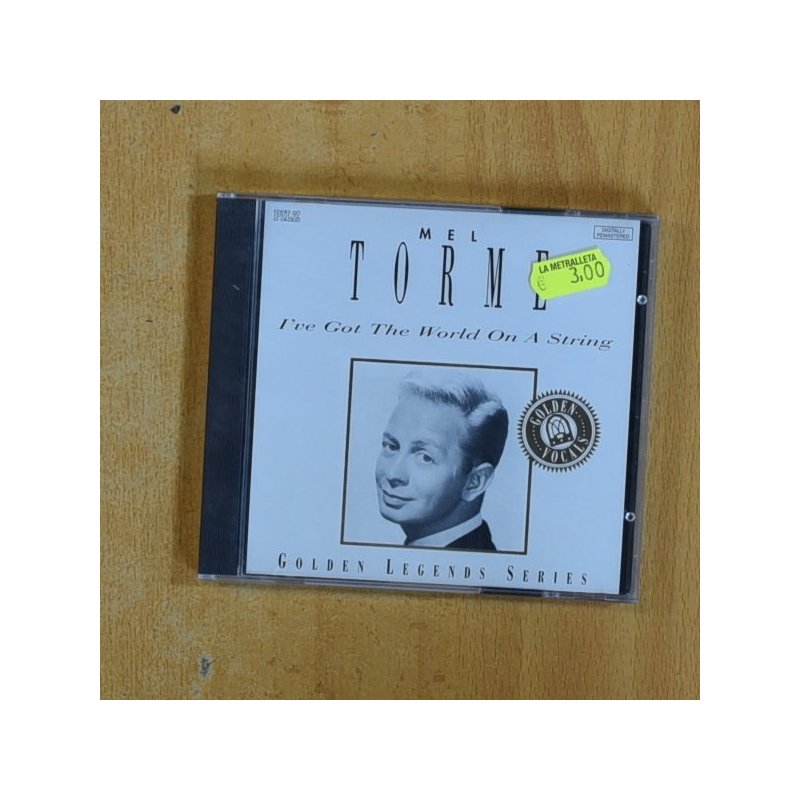 PILZ
DIGITALLY
REMASTERED
MEL
TORME
LA METRALLETA
€ 3,00
I've Got The World On A String
GOLDEN
VOCALS
GOLDEN LEGENDS SERIES